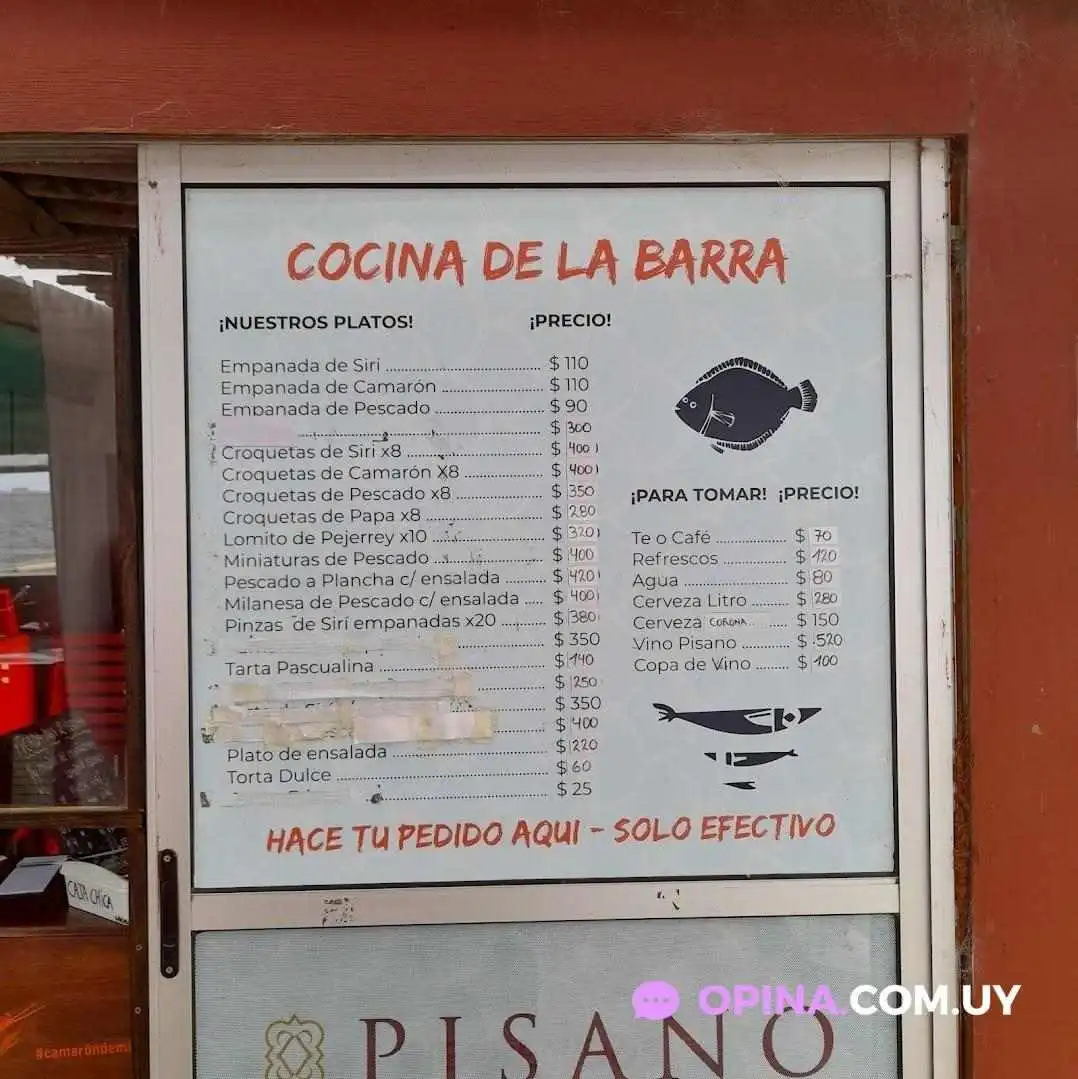 COCINA DE LA BARRA
¡NUESTROS PLATOS! ¡PRECIO!
Empanada de Siri ........ $ 110
Empanada de Camarón ........ $ 110
Empanada de Pescado ........ $ 90
........ $ 300
Croquetas de Siri x8 ........ $ 400
Croquetas de Camarón X8 ........ $ 400
Croquetas de Pescado x8 ........ $ 350
Croquetas de Papa x8 ........ $ 280
Lomito de Pejerrey x10 ........ $ 320
Miniaturas de Pescado ........ $ 400
Pescado a Plancha c/ ensalada ........ $ 420
Milanesa de Pescado c/ ensalada ..... $ 400
Pinzas de Sirí empanadas x20 ........ $ 380
........ $ 350
Tarta Pascualina ........ $ 140
........ $ 250
........ $ 350
........ $ 400
Plato de ensalada ........ $ 220
Torta Dulce ........ $ 60
........ $ 25
¡PARA TOMAR! ¡PRECIO!
Te o Café ........ $ 70
Refrescos ........ $ 120
Agua ........ $ 80
Cerveza Litro ........ $ 280
Cerveza CORONA ..... $ 150
Vino Pisano ........ $ 520
Copa de Vino ........ $ 100
HACE TU PEDIDO AQUI - SOLO EFECTIVO
CAJA CHICA
PISANO
OPINA.COM.UY